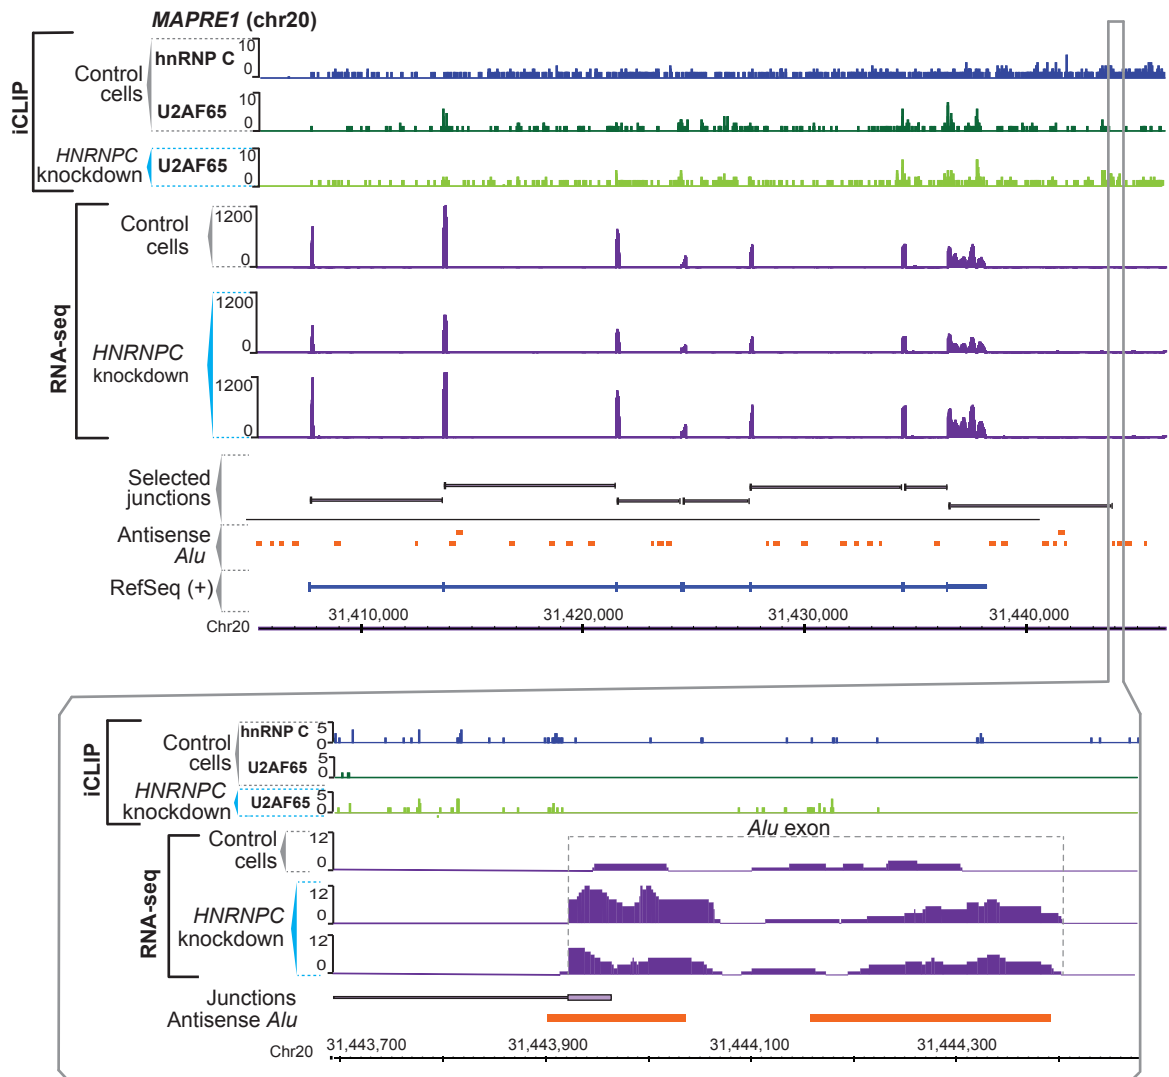 MAPRE1 (chr20)
iCLIP
Control
cells
hnRNP C
10
0
U2AF65
10
0
HNRNPC
knockdown
U2AF65
10
0
RNA-seq
Control
cells
1200
0
HNRNPC
knockdown
1200
0
1200
0
Selected
junctions
Antisense
Alu
RefSeq (+)
Chr20
31,410,000
31,420,000
31,430,000
31,440,000
iCLIP
Control
cells
hnRNP C
5
0
U2AF65
5
0
HNRNPC
knockdown
U2AF65
5
0
RNA-seq
Control
cells
12
0
Alu exon
HNRNPC
knockdown
12
0
12
0
Junctions
Antisense Alu
Chr20
31,443,700
31,443,900
31,444,100
31,444,300